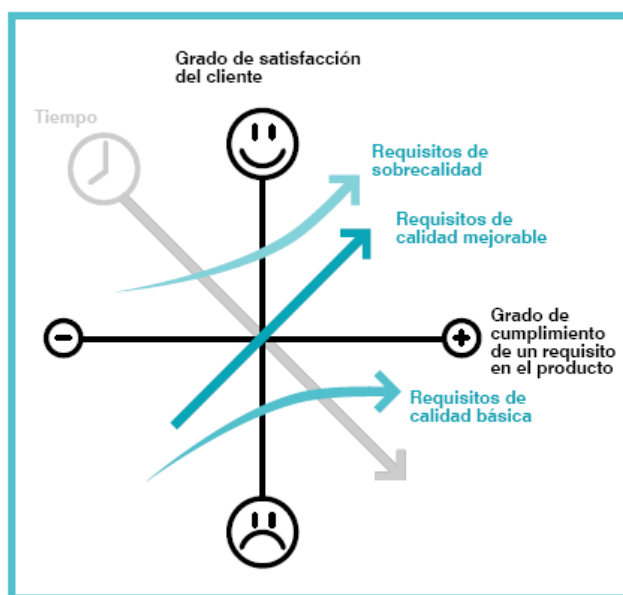 Grado de satisfacción
del cliente
Tiempo
Requisitos de
sobrecalidad
Requisitos de
calidad mejorable
Grado de
cumplimiento
de un requisito
en el producto
Requisitos de
calidad básica